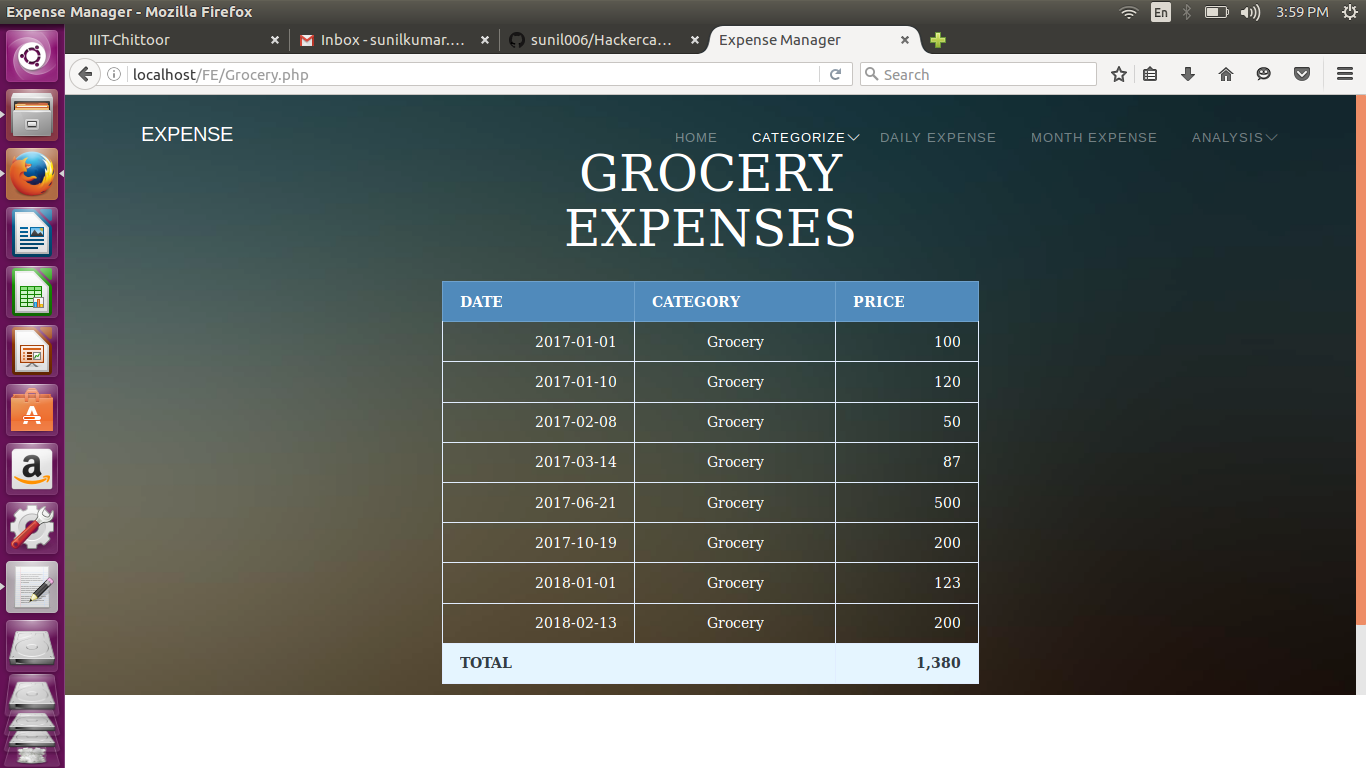 Expense Manager - Mozilla Firefox
En
3:59 PM
IIIT-Chittoor
Inbox - sunilkumar....
sunil006/Hackerca...
Expense Manager
localhost/FE/Grocery.php
Search
EXPENSE
HOME
CATEGORIZE
DAILY EXPENSE
MONTH EXPENSE
ANALYSIS
GROCERY
EXPENSES
DATE CATEGORY PRICE
2017-01-01 Grocery 100
2017-01-10 Grocery 120
2017-02-08 Grocery 50
2017-03-14 Grocery 87
2017-06-21 Grocery 500
2017-10-19 Grocery 200
2018-01-01 Grocery 123
2018-02-13 Grocery 200
TOTAL 1,380